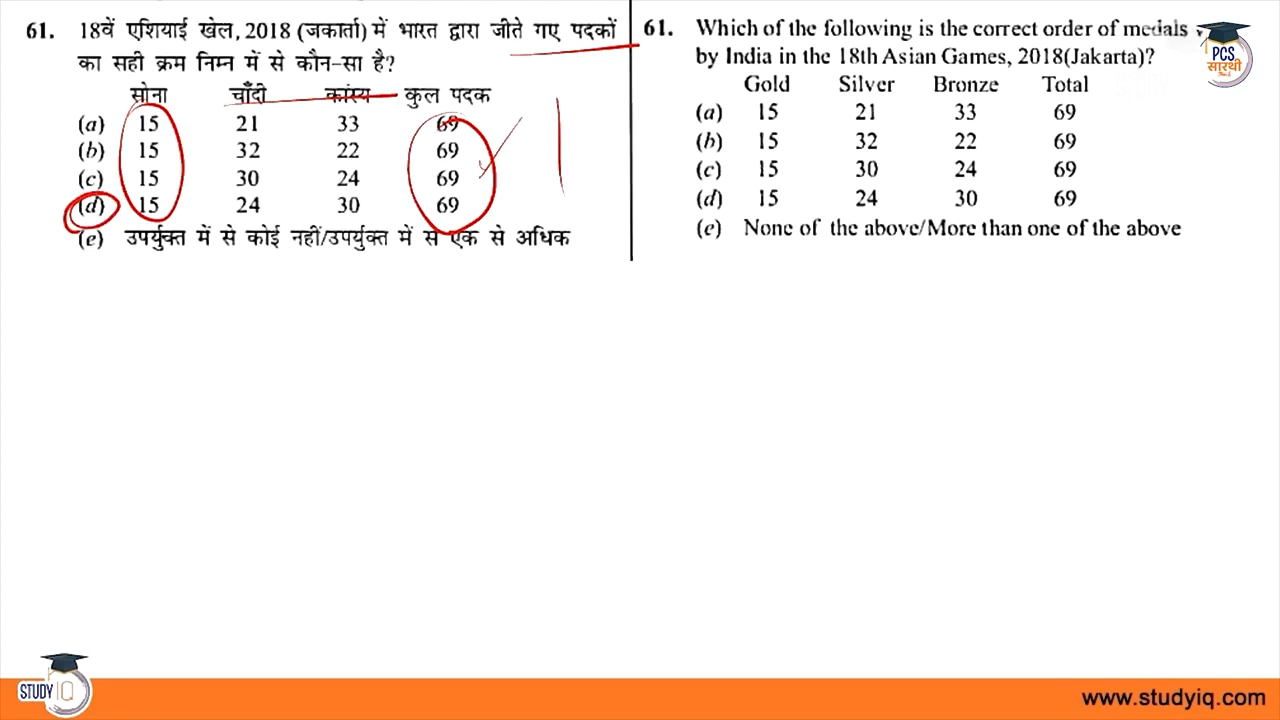 61. 18वें एशियाई खेल, 2018 (जकार्ता) में भारत द्वारा जीते गए पदकों
का सही क्रम निम्न में से कौन-सा है?
सोना चाँदी कांस्य कुल पदक
(a) 15 21 33 69
(b) 15 32 22 69
(c) 15 30 24 69
(d) 15 24 30 69
(e) उपर्युक्त में से कोई नहीं/उपर्युक्त में से एक से अधिक
61. Which of the following is the correct order of medals
by India in the 18th Asian Games, 2018(Jakarta)?
Gold Silver Bronze Total
(a) 15 21 33 69
(b) 15 32 22 69
(c) 15 30 24 69
(d) 15 24 30 69
(e) None of the above/More than one of the above
PCS
सारथी
STUDY IQ
www.studyiq.com